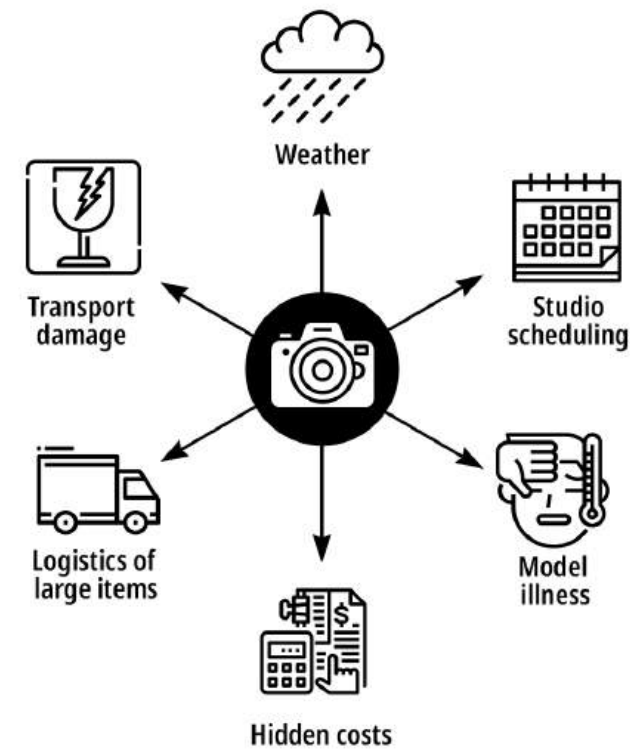 Weather
Transport
damage
Studio
scheduling
Logistics of
large items
Model
illness
$
Hidden costs